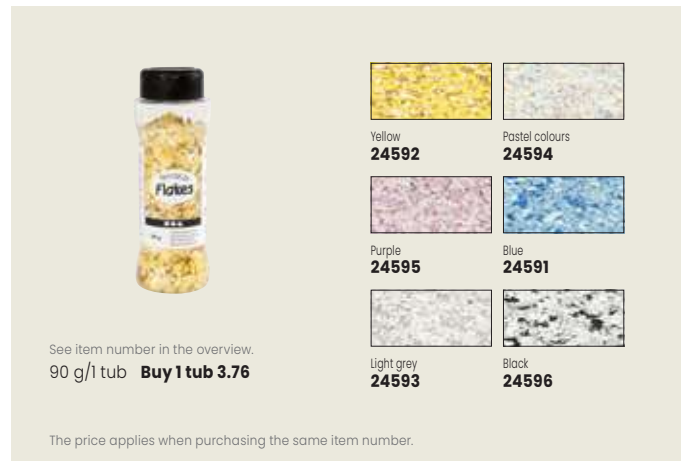 Flakes
Yellow
24592
Pastel colours
24594
Purple
24595
Blue
24591
Light grey
24593
Black
24596
See item number in the overview.
90 g/1 tub Buy 1 tub 3.76
The price applies when purchasing the same item number.